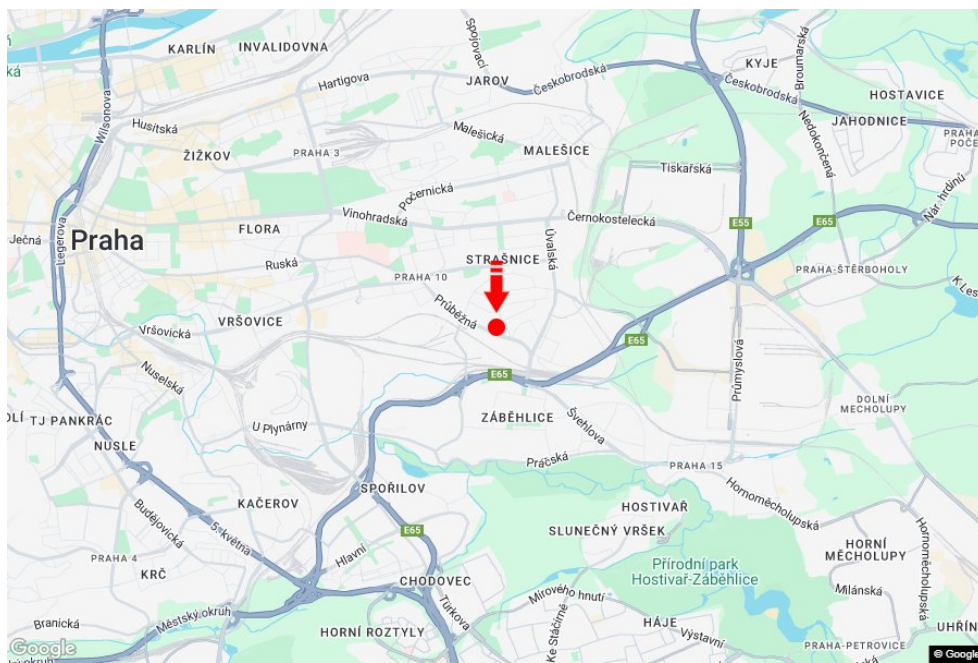 KARLÍN
INVALIDOVNA
Spojovací
JAROV
Hartigova
Českobrodská
KYJE
Broumarská
Českobrodská
HOSTAVICE
JAHODNICE
Wilsonova
Husitská
ŽIŽKOV
PRAHA 3
Malešická
MALEŠICE
Tiskařská
Nedokončená
Počernická
Vinohradská
Černokostelecká
E55
E65
Nár. hrdinů
Ječná
Legerova
Praha
FLORA
Ruská
STRAŠNICE
Úvalská
PRAHA 10
PRAHA-ŠTĚRBOHOLY
Průběžná
VRŠOVICE
Vršovická
Nuselská
E65
E65
Průmyslová
DOLNÍ
MECHOLUPY
TJ PANKRÁC
NUSLE
U Plynárny
ZÁBĚHLICE
Švehlova
Práčská
PRAHA 15
Hornoměcholupská
KAČEROV
SPOŘILOV
HOSTIVAŘ
SLUNEČNÝ VRŠEK
Budějovická
5. května
E65
Hlavní
PRAHA 4
KRČ
CHODOVEC
Türkova
Mírového hnutí
Přírodní park
Hostivař-Záběhlice
HORNÍ
MĚCHOLUPY
Hornoměcholupská
Milánská
Branická
Městský okruh
HORNÍ ROZTYLY
Ke Stáčírně
HÁJE
Výstavní
PRAHA-PETROVICE
UHŘÍN
Google
© Google